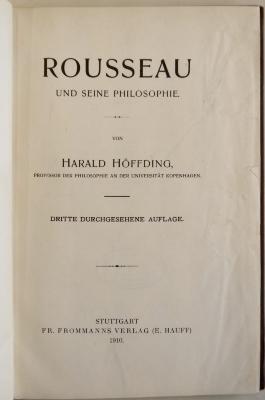 ROUSSEAU
UND SEINE PHILOSOPHIE.
VON
HARALD HÖFFDING,
PROFESSOR DER PHILOSOPHIE AN DER UNIVERSITÄT KOPENHAGEN.
DRITTE DURCHGESEHENE AUFLAGE.
STUTTGART
FR. FROMMANNS VERLAG (E. HAUFF)
1910.